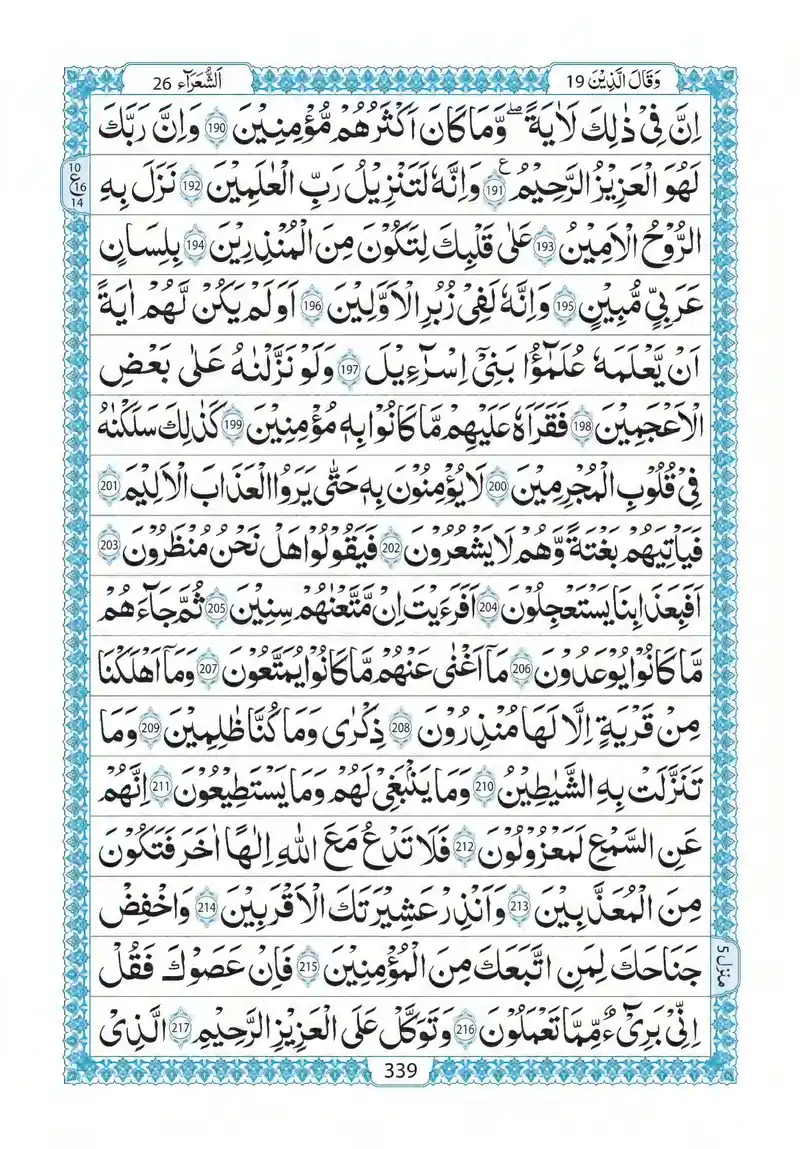 وَقَالَ الَّذِيْنَ 19
اَلشُّعَرَآء 26
اِنَّ فِىْ ذٰلِكَ لَاٰيَةً ؕ وَّمَا كَانَ اَكْثَرُهُمْ مُّؤْمِنِيْنَ 190 وَاِنَّ رَبَّكَ
لَهُوَ الْعَزِيْزُ الرَّحِيْمُ 191 ع وَاِنَّهٗ لَتَنْزِيْلُ رَبِّ الْعٰلَمِيْنَ 192 نَزَلَ بِهِ
10
ع 16
14
الرُّوْحُ الْاَمِيْنُ 193 عَلٰى قَلْبِكَ لِتَكُوْنَ مِنَ الْمُنْذِرِيْنَ 194 بِلِسَانٍ
عَرَبِىٍّ مُّبِيْنٍ 195 وَاِنَّهٗ لَفِىْ زُبُرِ الْاَوَّلِيْنَ 196 اَوَلَمْ يَكُنْ لَّهُمْ اٰيَةً
اَنْ يَّعْلَمَهٗ عُلَمٰٓؤُا بَنِىْٓ اِسْرَآءِيْلَ 197 وَلَوْ نَزَّلْنٰهُ عَلٰى بَعْضِ
الْاَعْجَمِيْنَ 198 فَقَرَاَهٗ عَلَيْهِمْ مَّا كَانُوْا بِهٖ مُؤْمِنِيْنَ 199 كَذٰلِكَ سَلَكْنٰهُ
فِىْ قُلُوْبِ الْمُجْرِمِيْنَ 200 لَا يُؤْمِنُوْنَ بِهٖ حَتّٰى يَرَوُا الْعَذَابَ الْاَلِيْمَ 201
فَيَاْتِيَهُمْ بَغْتَةً وَّهُمْ لَا يَشْعُرُوْنَ 202 فَيَقُوْلُوْا هَلْ نَحْنُ مُنْظَرُوْنَ 203
اَفَبِعَذَابِنَا يَسْتَعْجِلُوْنَ 204 اَفَرَءَيْتَ اِنْ مَّتَّعْنٰهُمْ سِنِيْنَ 205 ثُمَّ جَآءَهُمْ
مَّا كَانُوْا يُوْعَدُوْنَ 206 مَاۤ اَغْنٰى عَنْهُمْ مَّا كَانُوْا يُمَتَّعُوْنَ 207 وَمَاۤ اَهْلَكْنَا
مِنْ قَرْيَةٍ اِلَّا لَهَا مُنْذِرُوْنَ 208 ذِكْرٰى وَمَا كُنَّا ظٰلِمِيْنَ 209 وَمَا
تَنَزَّلَتْ بِهِ الشَّيٰطِيْنُ 210 وَمَا يَنْۢبَغِىْ لَهُمْ وَمَا يَسْتَطِيْعُوْنَ 211 اِنَّهُمْ
عَنِ السَّمْعِ لَمَعْزُوْلُوْنَ 212 فَلَا تَدْعُ مَعَ اللّٰهِ اِلٰهًا اٰخَرَ فَتَكُوْنَ
مِنَ الْمُعَذَّبِيْنَ 213 وَاَنْذِرْ عَشِيْرَتَكَ الْاَقْرَبِيْنَ 214 وَاخْفِضْ
جَنَاحَكَ لِمَنِ اتَّبَعَكَ مِنَ الْمُؤْمِنِيْنَ 215 فَاِنْ عَصَوْكَ فَقُلْ
منزل 5
اِنِّىْ بَرِىْٓءٌ مِّمَّا تَعْمَلُوْنَ 216 وَتَوَكَّلْ عَلَى الْعَزِيْزِ الرَّحِيْمِ 217 الَّذِىْ
339